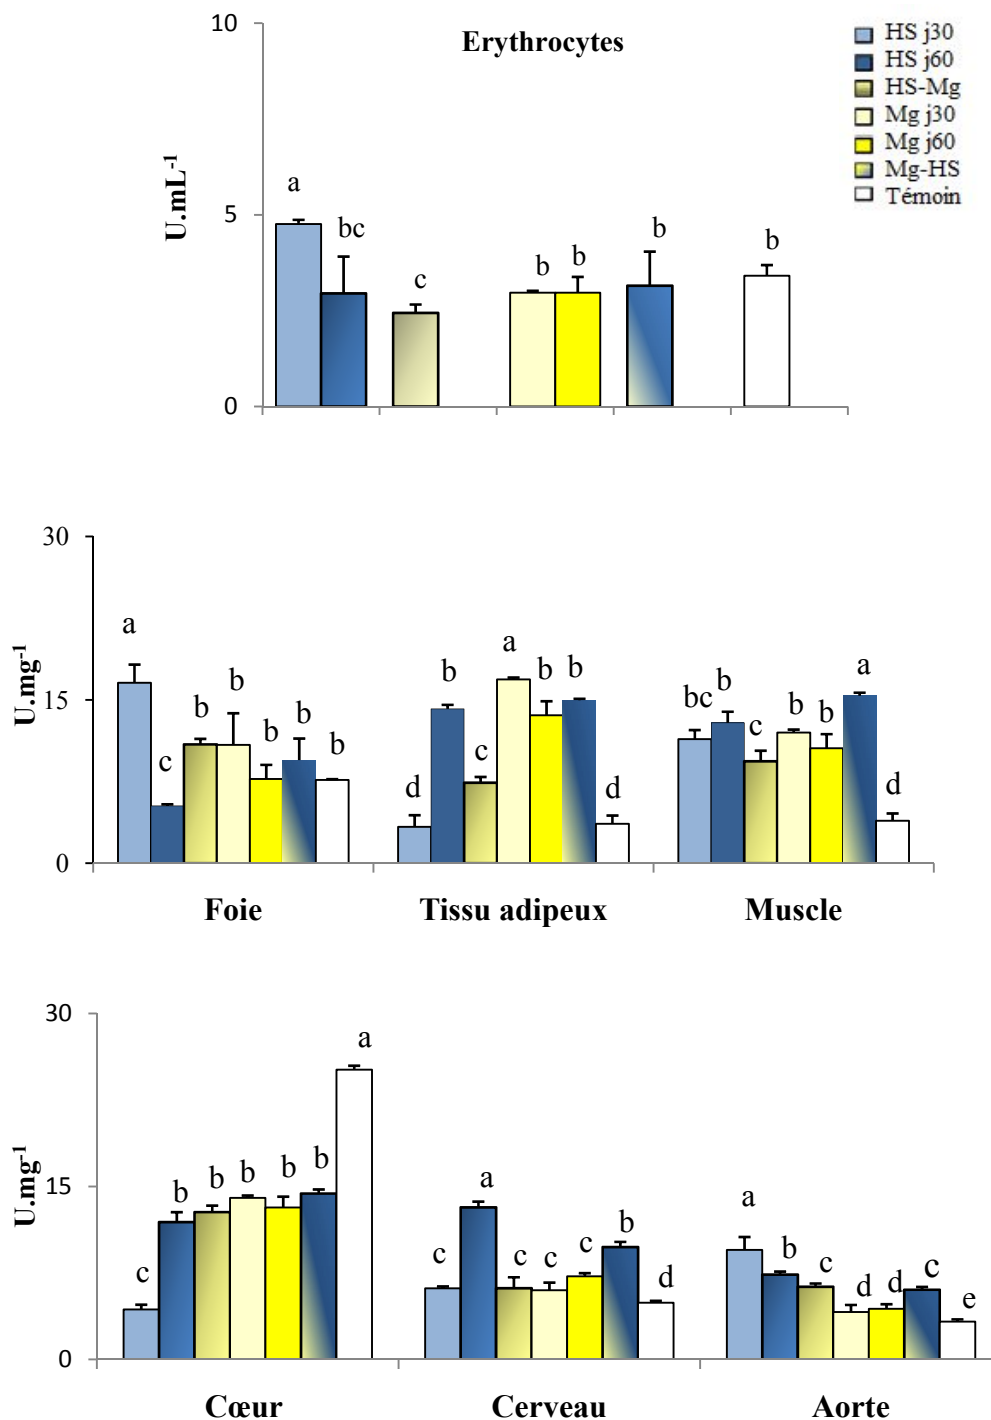 10
Erythrocytes
HS j30
HS j60
HS-Mg
Mg j30
Mg j60
Mg-HS
Témoin
U.mL-1
a
5
bc
c
b
b
b
b
0
30
U.mg-1
a
15
c
b
b
b
b
b
d
b
c
a
b
b
d
bc
b
c
b
b
a
d
0
Foie
Tissu adipeux
Muscle
30
U.mg-1
15
c
b
b
b
b
b
a
c
a
c
c
c
b
d
a
b
c
d
d
c
e
0
Cœur
Cerveau
Aorte